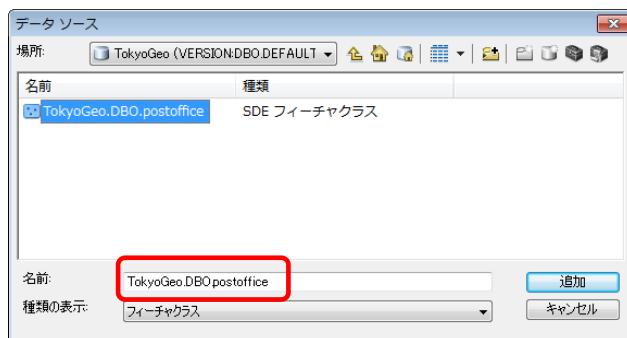 データ ソース
場所: TokyoGeo (VERSION:DBO.DEFAULT
名前 種類
TokyoGeo.DBO.postoffice SDE フィーチャクラス
名前: TokyoGeo.DBO.postoffice 追加
種類の表示: フィーチャクラス キャンセル